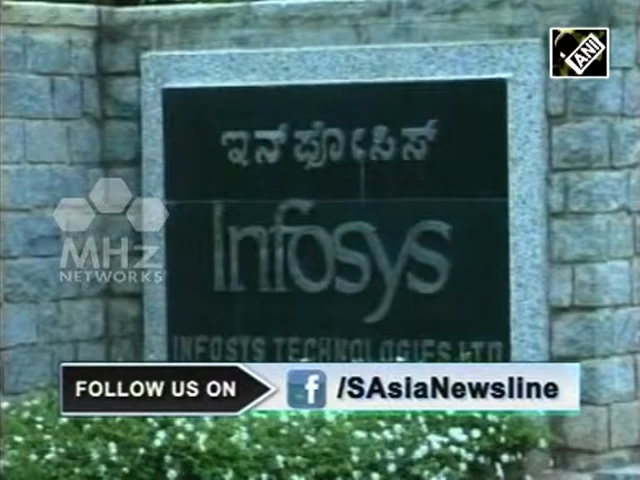 ANI
ಇನ್ಫೋಸಿಸ್
Infosys
MHz
NETWORKS
INFOSYS TECHNOLOGIES LTD
FOLLOW US ON f /SAsiaNewsline